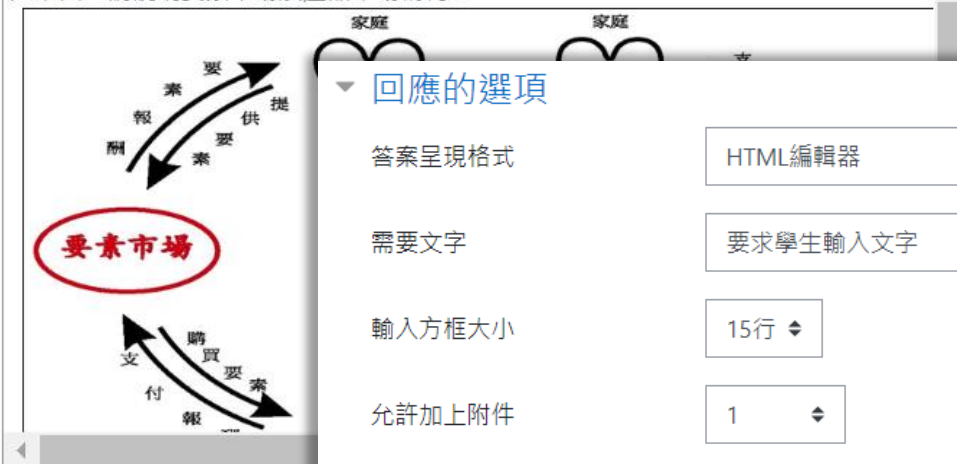 家庭
家庭
要素報酬
提供要素
要素市場
購買要素
支付報
回應的選項
答案呈現格式
HTML編輯器
需要文字
要求學生輸入文字
輸入方框大小
15行
允許加上附件
1